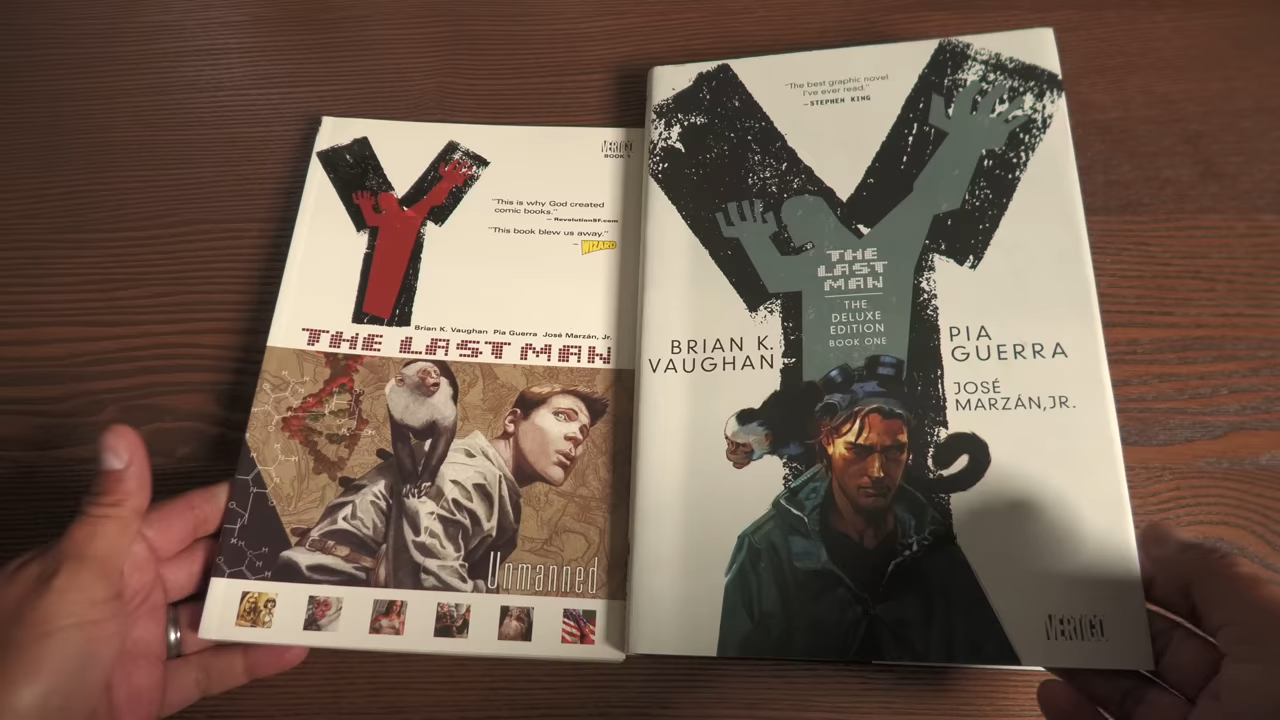 VERTIGO
BOOK 1
Y
"This is why God created
comic books."
— RevolutionSF.com
"This book blew us away."
— WIZARD
Brian K. Vaughan Pia Guerra José Marzán, Jr.
THE LAST MAN
Unmanned
"The best graphic novel
I've ever read."
—STEPHEN KING
Y
THE
LAST
MAN
THE
DELUXE
EDITION
BOOK ONE
BRIAN K.
VAUGHAN
PIA
GUERRA
JOSÉ
MARZÁN, JR.
VERTIGO